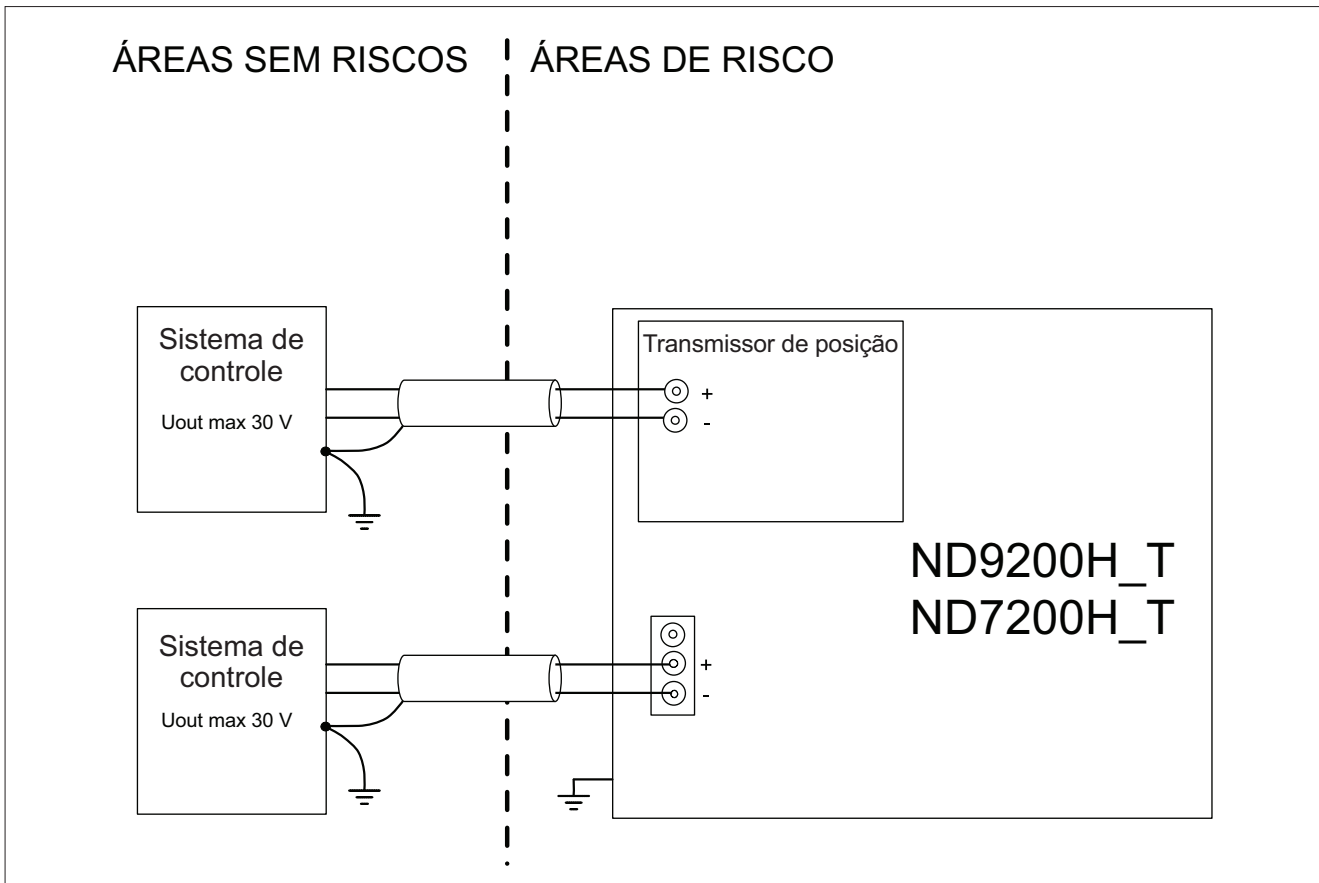 ÁREAS SEM RISCOS
ÁREAS DE RISCO
Sistema de
controle
Uout max 30 V
Transmissor de posição
+
-
ND9200H_T
ND7200H_T
Sistema de
controle
Uout max 30 V
+
-